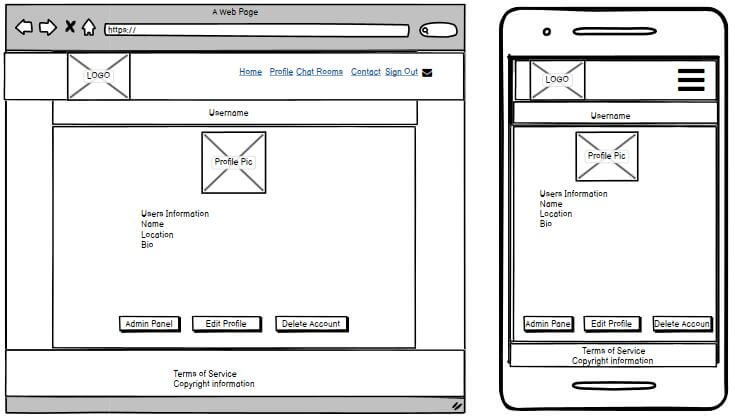 A Web Page
https://
LOGO
Home Profile Chat Rooms Contact Sign Out
Username
Profile Pic
Users Information
Name
Location
Bio
Admin Panel Edit Profile Delete Account
Terms of Service
Copyright information
LOGO
Username
Profile Pic
Users Information
Name
Location
Bio
Admin Pane Edit Profile Delete Accoun
Terms of Service
Copyright information